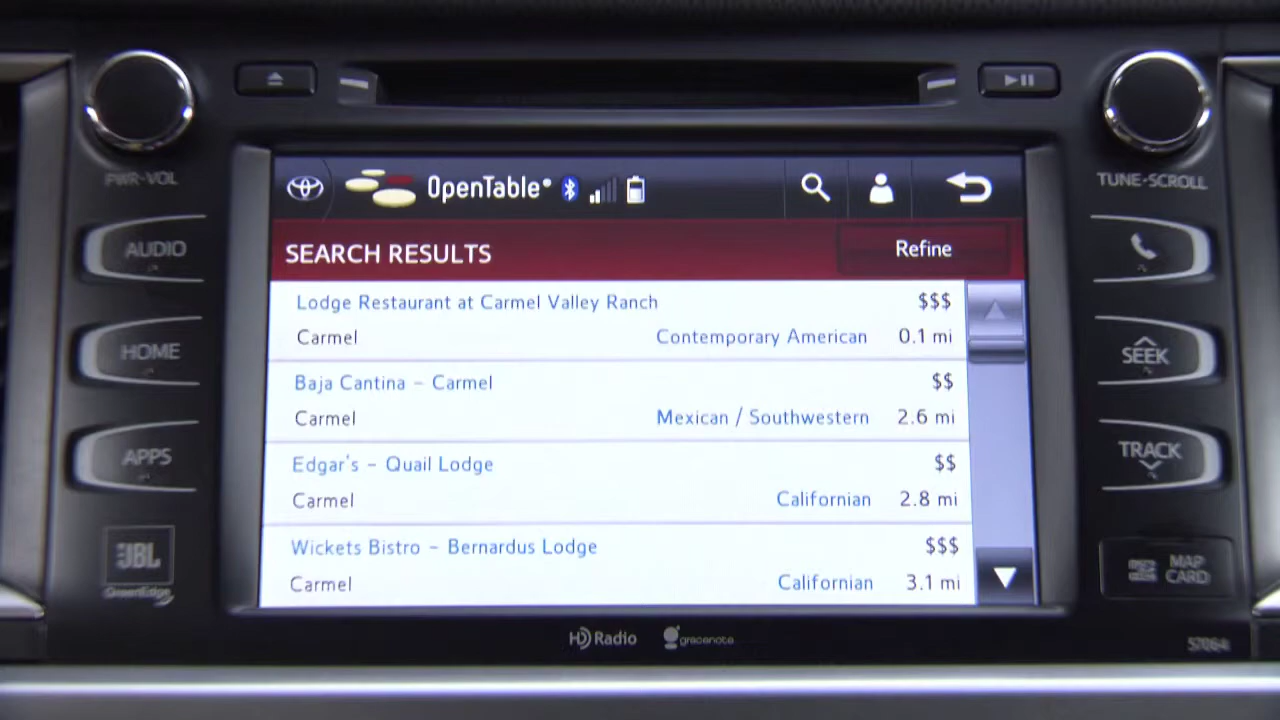 PWR-VOL
TUNE-SCROLL
OpenTable®
AUDIO
SEARCH RESULTS
Refine
Lodge Restaurant at Carmel Valley Ranch $$$
Carmel Contemporary American 0.1 mi
HOME
SEEK
Baja Cantina - Carmel $$
Carmel Mexican / Southwestern 2.6 mi
APPS
TRACK
Edgar's - Quail Lodge $$
Carmel Californian 2.8 mi
Wickets Bistro - Bernardus Lodge $$$
Carmel Californian 3.1 mi
JBL
GreenEdge
MAP
CARD
HD Radio
gracenote
57064